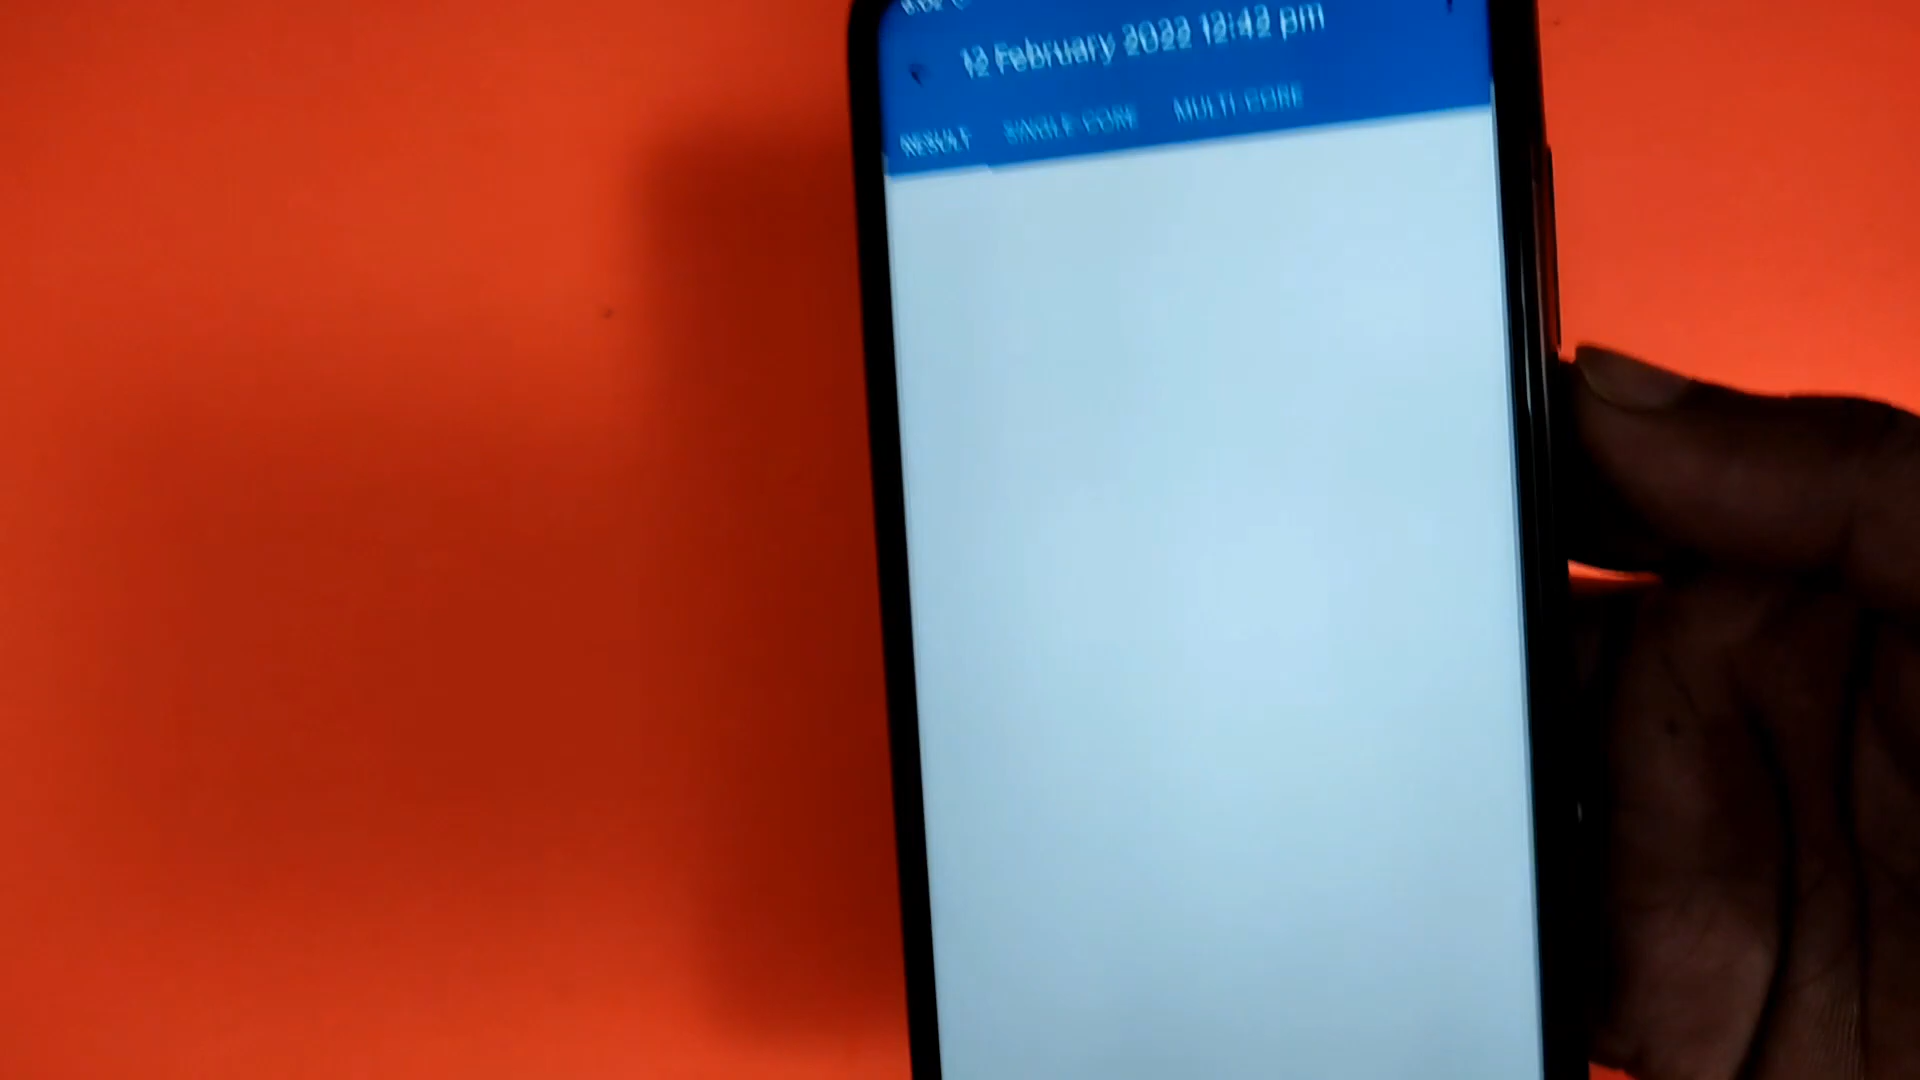 12 February 2022 12:42 pm
RESULT SINGLE-CORE MULTI-CORE